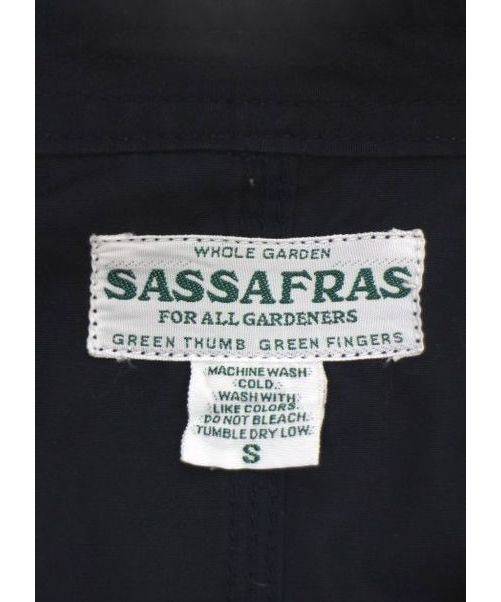 WHOLE GARDEN
SASSAFRAS
FOR ALL GARDENERS
GREEN THUMB GREEN FINGERS
MACHINE WASH
COLD.
WASH WITH
LIKE COLORS.
DO NOT BLEACH.
TUMBLE DRY LOW.
S